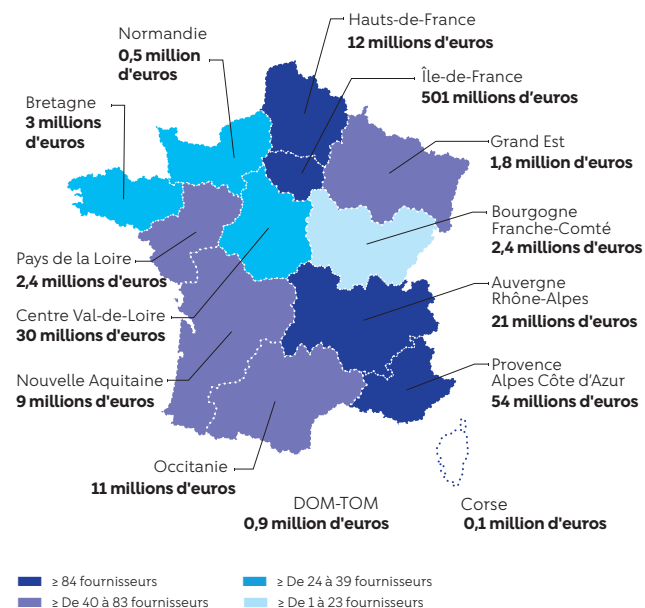 Hauts-de-France
12 millions d'euros
Normandie
0,5 million
d'euros
Île-de-France
501 millions d'euros
Bretagne
3 millions
d'euros
Grand Est
1,8 million d'euros
Bourgogne
Franche-Comté
2,4 millions d'euros
Pays de la Loire
2,4 millions d'euros
Auvergne
Rhône-Alpes
21 millions d'euros
Centre Val-de-Loire
30 millions d'euros
Provence
Alpes Côte d'Azur
54 millions d'euros
Nouvelle Aquitaine
9 millions d'euros
Occitanie
11 millions d'euros
DOM-TOM
0,9 million d'euros
Corse
0,1 million d'euros
≥ 84 fournisseurs
≥ De 24 à 39 fournisseurs
≥ De 40 à 83 fournisseurs
≥ De 1 à 23 fournisseurs